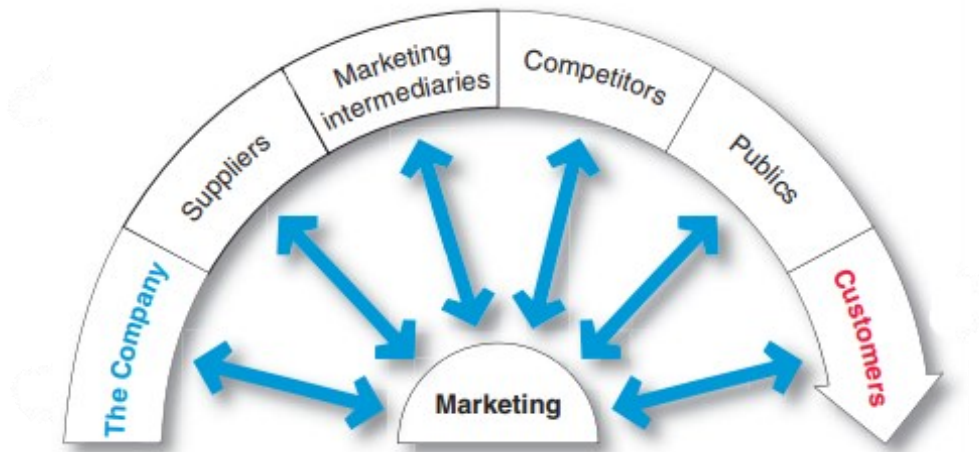 The Company
Suppliers
Marketing
intermediaries
Competitors
Publics
Customers
Marketing